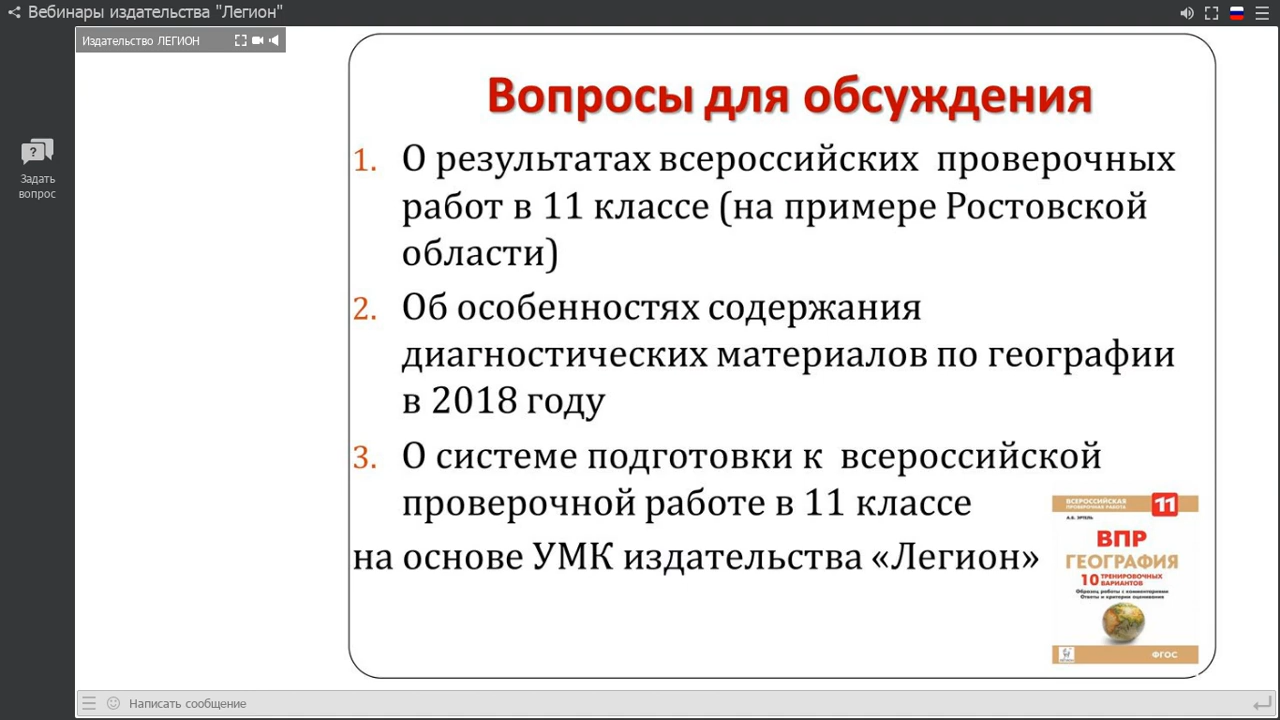 Вебинары издательства "Легион"
Издательство ЛЕГИОН
Задать
вопрос
Вопросы для обсуждения
1. О результатах всероссийских проверочных
работ в 11 классе (на примере Ростовской
области)
2. Об особенностях содержания
диагностических материалов по географии
в 2018 году
3. О системе подготовки к всероссийской
проверочной работе в 11 классе
на основе УМК издательства «Легион»
ВСЕРОССИЙСКАЯ
ПРОВЕРОЧНАЯ РАБОТА
11
А.Б. ЭРТЕЛЬ
ВПР
ГЕОГРАФИЯ
10 ТРЕНИРОВОЧНЫХ
ВАРИАНТОВ
Образец работы с комментариями
Ответы и критерии оценивания
ФГОС
Написать сообщение